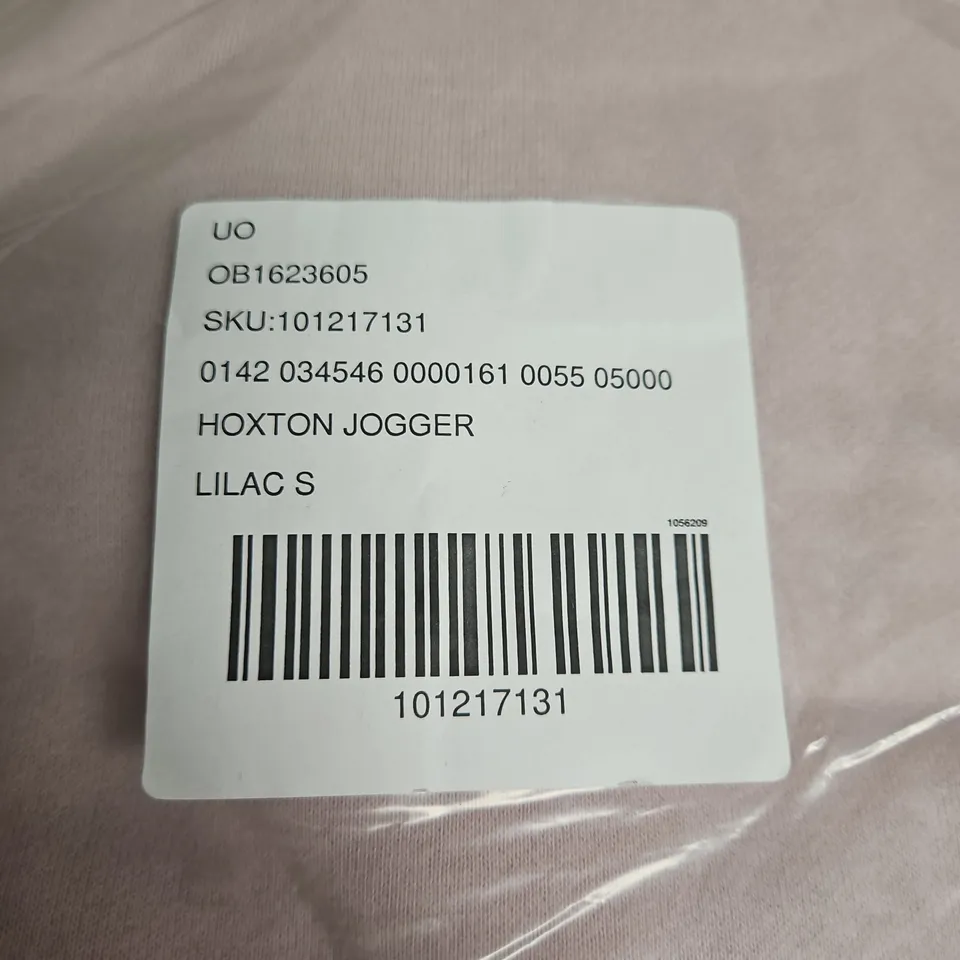 UO
OB1623605
SKU:101217131
0142 034546 0000161 0055 05000
HOXTON JOGGER
LILAC S
1056209
101217131